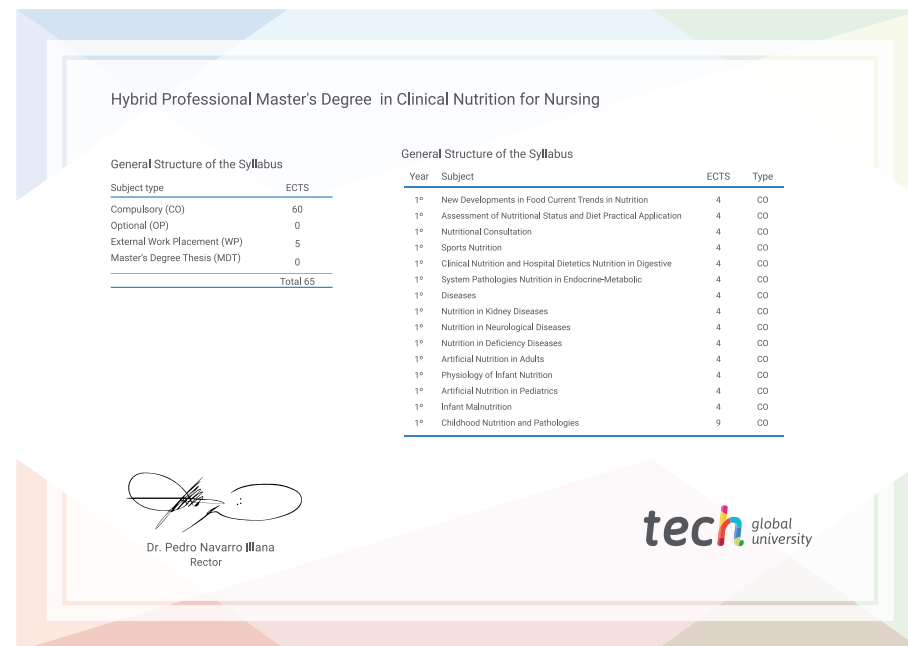 Hybrid Professional Master's Degree in Clinical Nutrition for Nursing
General Structure of the Syllabus
Subject type ECTS
Compulsory (CO) 60
Optional (OP) 0
External Work Placement (WP) 5
Master's Degree Thesis (MDT) 0
Total 65
General Structure of the Syllabus
Year Subject ECTS Type
1º New Developments in Food Current Trends in Nutrition 4 CO
1º Assessment of Nutritional Status and Diet Practical Application 4 CO
1º Nutritional Consultation 4 CO
1º Sports Nutrition 4 CO
1º Clinical Nutrition and Hospital Dietetics Nutrition in Digestive 4 CO
1º System Pathologies Nutrition in Endocrine-Metabolic 4 CO
1º Diseases 4 CO
1º Nutrition in Kidney Diseases 4 CO
1º Nutrition in Neurological Diseases 4 CO
1º Nutrition in Deficiency Diseases 4 CO
1º Artificial Nutrition in Adults 4 CO
1º Physiology of Infant Nutrition 4 CO
1º Artificial Nutrition in Pediatrics 4 CO
1º Infant Malnutrition 4 CO
1º Childhood Nutrition and Pathologies 9 CO
Dr. Pedro Navarro Illana
Rector
tech global university